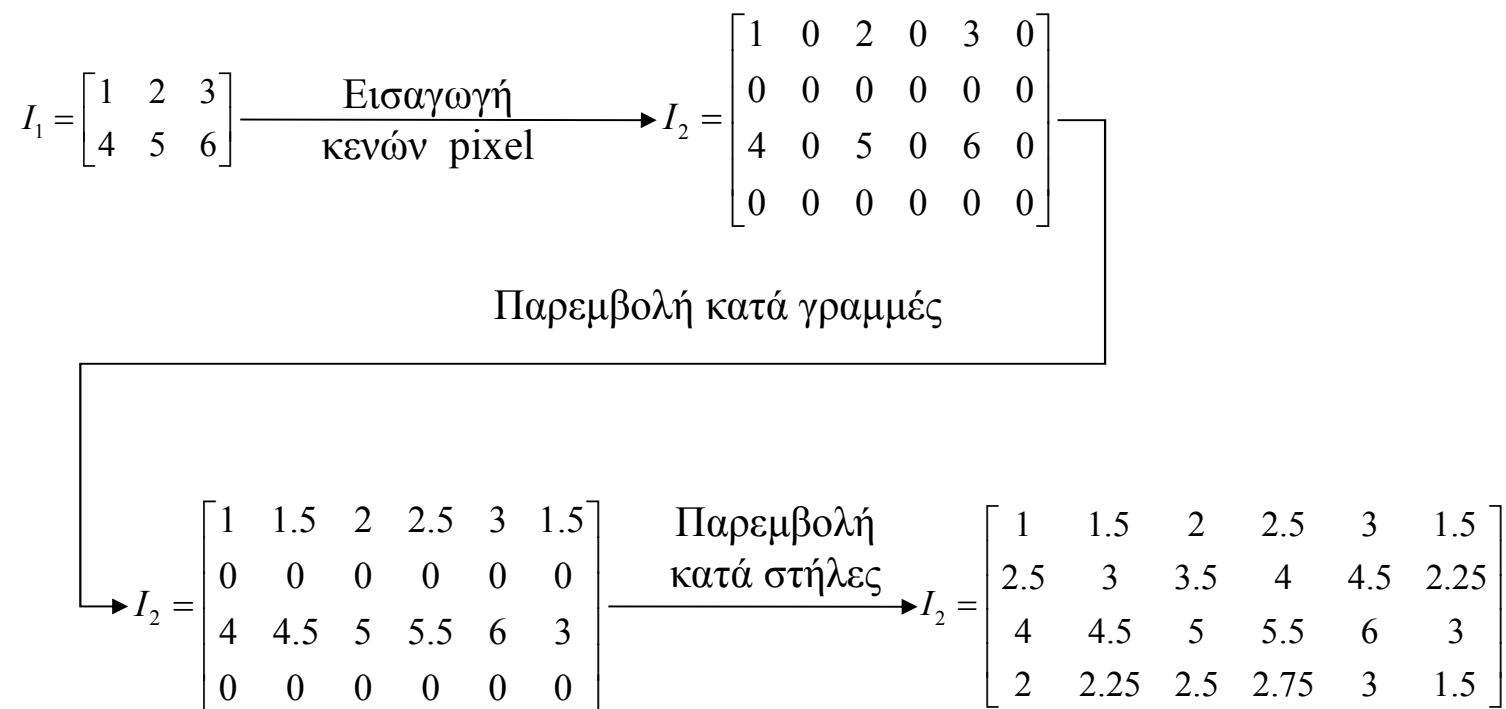 I₁ = [1 2 3
4 5 6]
Εισαγωγή
κενών pixel
I₂ = [1 0 2 0 3 0
0 0 0 0 0 0
4 0 5 0 6 0
0 0 0 0 0 0]
Παρεμβολή κατά γραμμές
I₂ = [1 1.5 2 2.5 3 1.5
0 0 0 0 0 0
4 4.5 5 5.5 6 3
0 0 0 0 0 0]
Παρεμβολή
κατά στήλες
I₂ = [1 1.5 2 2.5 3 1.5
2.5 3 3.5 4 4.5 2.25
4 4.5 5 5.5 6 3
2 2.25 2.5 2.75 3 1.5]